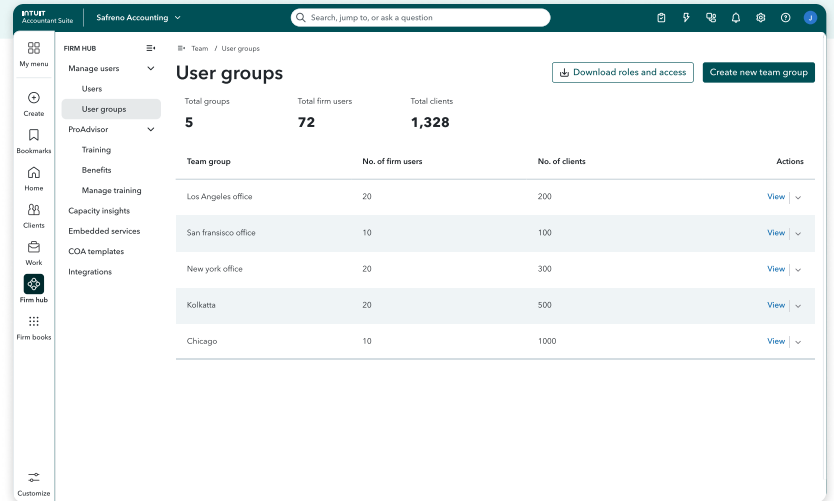 INTUIT
Accountant Suite
Safreno Accounting
Search, jump to, or ask a question
J
My menu
Create
Bookmarks
Home
Clients
Work
Firm hub
Firm books
Customize
FIRM HUB
Manage users
Users
User groups
ProAdvisor
Training
Benefits
Manage training
Capacity insights
Embedded services
COA templates
Integrations
Team / User groups
User groups
Download roles and access
Create new team group
Total groups Total firm users Total clients
5 72 1,328
Team group No. of firm users No. of clients Actions
Los Angeles office 20 200 View
San fransisco office 10 100 View
New york office 20 300 View
Kolkatta 20 500 View
Chicago 10 1000 View